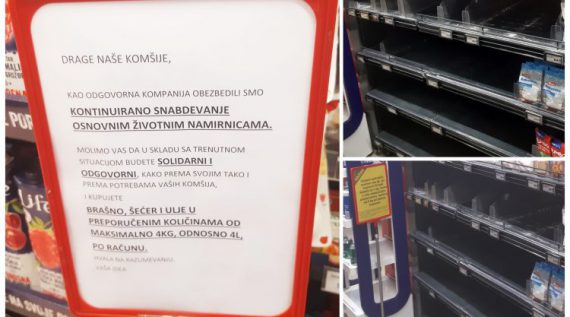 DRAGE NAŠE KOMŠIJE,
KAO ODGOVORNA KOMPANIJA OBEZBEDILI SMO
KONTINUIRANO SNABDEVANJE
OSNOVNIM ŽIVOTNIM NAMIRNICAMA.
MOLIMO VAS DA U SKLADU SA TRENUTNOM
SITUACIJOM BUDETE SOLIDARNI I
ODGOVORNI, KAKO PREMA SVOJIM TAKO I
PREMA POTREBAMA VAŠIH KOMŠIJA,
I KUPUJETE
BRAŠNO, ŠEĆER I ULJE U
PREPORUČENIM KOLIČINAMA OD
MAKSIMALNO 4KG, ODNOSNO 4L,
PO RAČUNU.
HVALA NA RAZUMEVANJU.
VAŠA IDEA
life